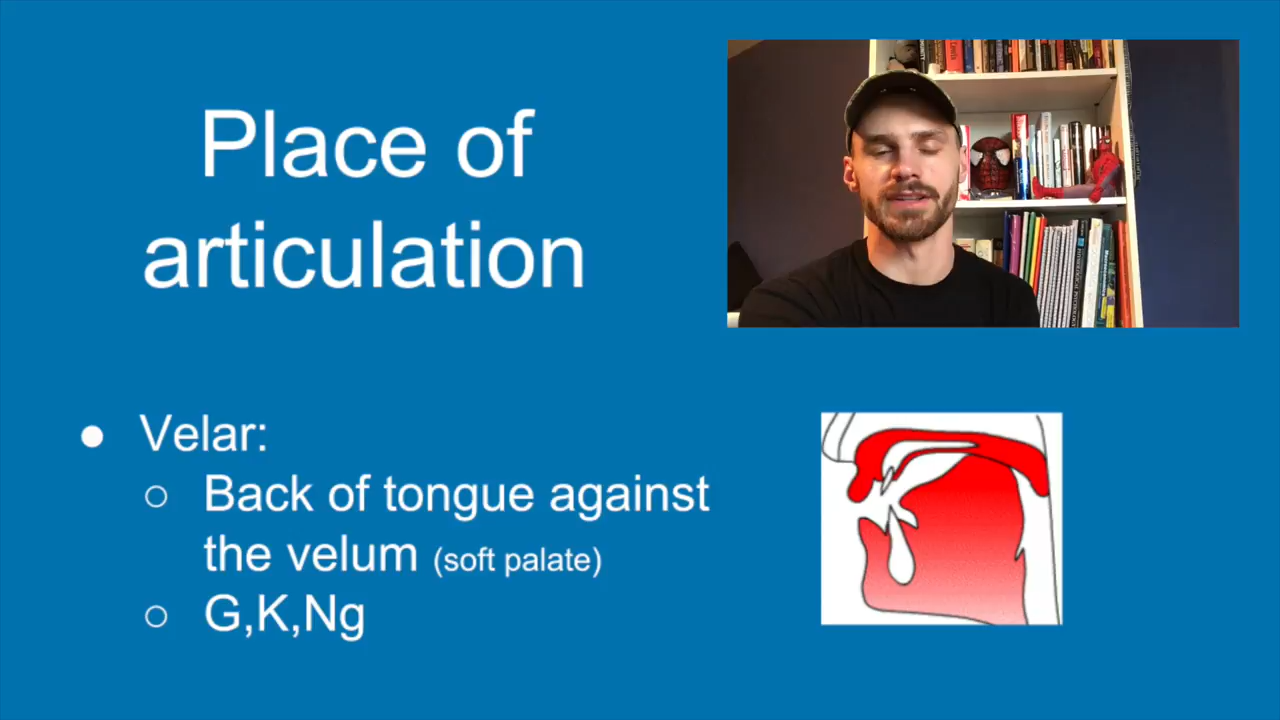 Place of
articulation
● Velar:
○ Back of tongue against
the velum (soft palate)
○ G,K,Ng